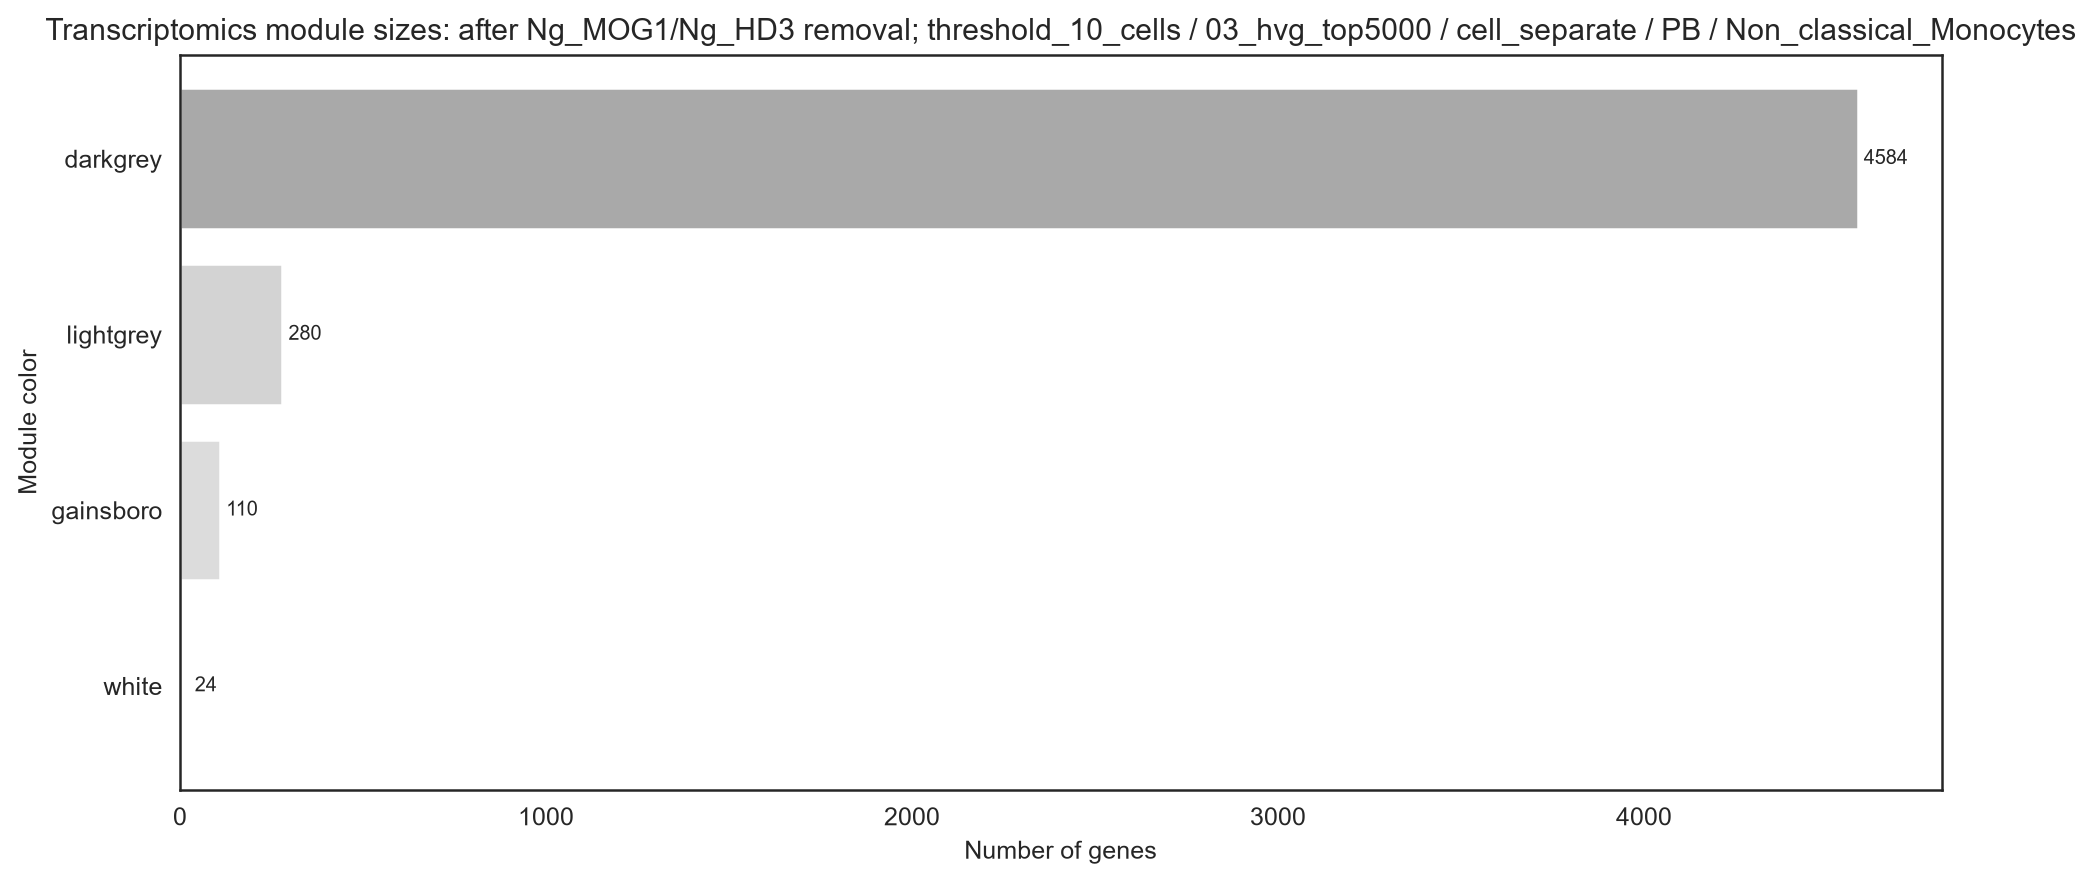 Transcriptomics module sizes: after Ng_MOG1/Ng_HD3 removal; threshold_10_cells / 03_hvg_top5000 / cell_separate / PB / Non_classical_Monocytes
darkgrey
4584
lightgrey
280
gainsboro
110
white
24
Module color
0 1000 2000 3000 4000
Number of genes